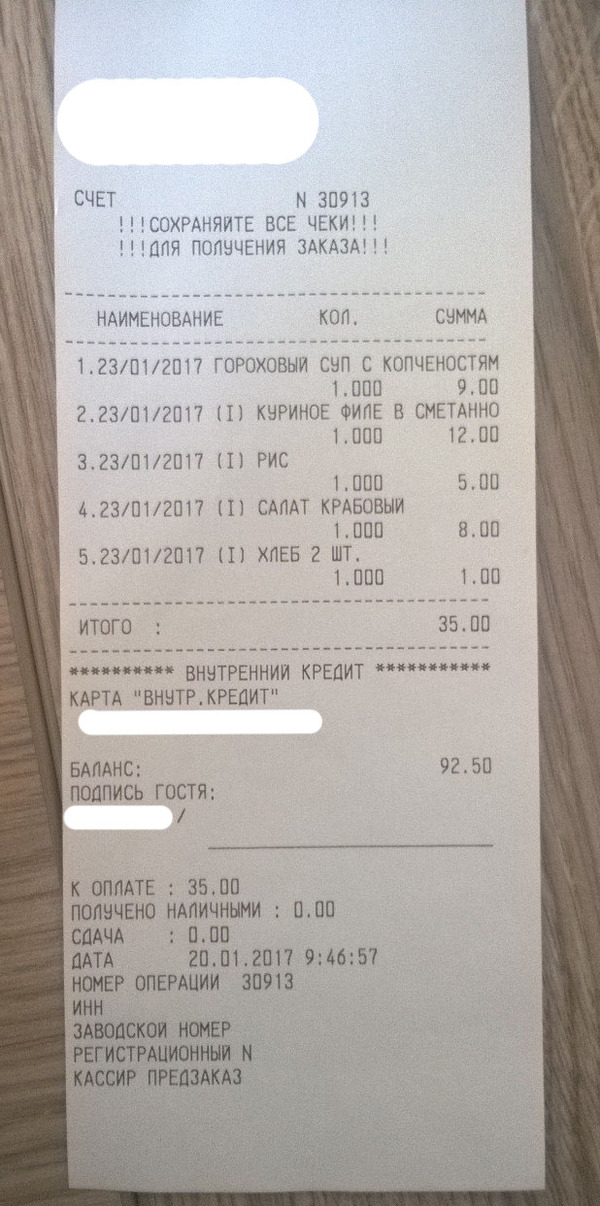 СЧЕТ N 30913
!!!СОХРАНЯЙТЕ ВСЕ ЧЕКИ!!!
!!!ДЛЯ ПОЛУЧЕНИЯ ЗАКАЗА!!!
НАИМЕНОВАНИЕ КОЛ. СУММА
1.23/01/2017 ГОРОХОВЫЙ СУП С КОПЧЕНОСТЯМ
1.000 9.00
2.23/01/2017 (I) КУРИНОЕ ФИЛЕ В СМЕТАННО
1.000 12.00
3.23/01/2017 (I) РИС
1.000 5.00
4.23/01/2017 (I) САЛАТ КРАБОВЫЙ
1.000 8.00
5.23/01/2017 (I) ХЛЕБ 2 ШТ.
1.000 1.00
ИТОГО : 35.00
********** ВНУТРЕННИЙ КРЕДИТ ***********
КАРТА "ВНУТР.КРЕДИТ"
БАЛАНС: 92.50
ПОДПИСЬ ГОСТЯ:
/
К ОПЛАТЕ : 35.00
ПОЛУЧЕНО НАЛИЧНЫМИ : 0.00
СДАЧА : 0.00
ДАТА 20.01.2017 9:46:57
НОМЕР ОПЕРАЦИИ 30913
ИНН
ЗАВОДСКОЙ НОМЕР
РЕГИСТРАЦИОННЫЙ N
КАССИР ПРЕДЗАКАЗ